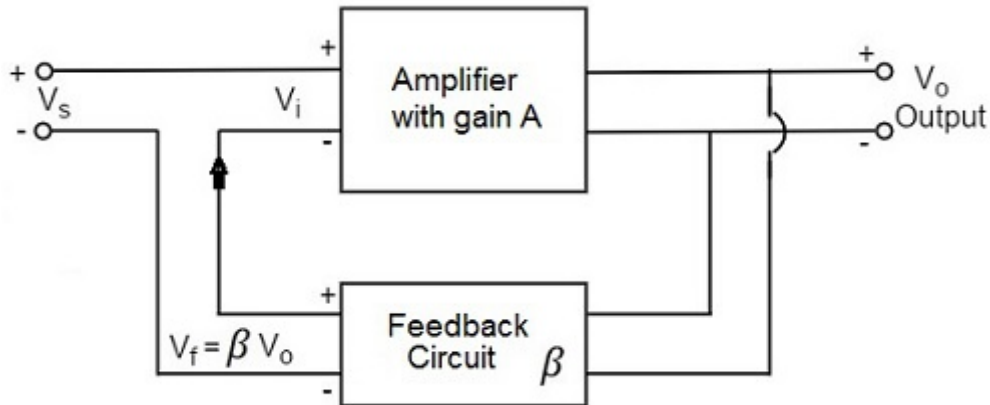 +
+
+
Vs
Vi
Amplifier
with gain A
Vo
-
-
-
Output
+
Feedback
Circuit β
Vf = β Vo
-